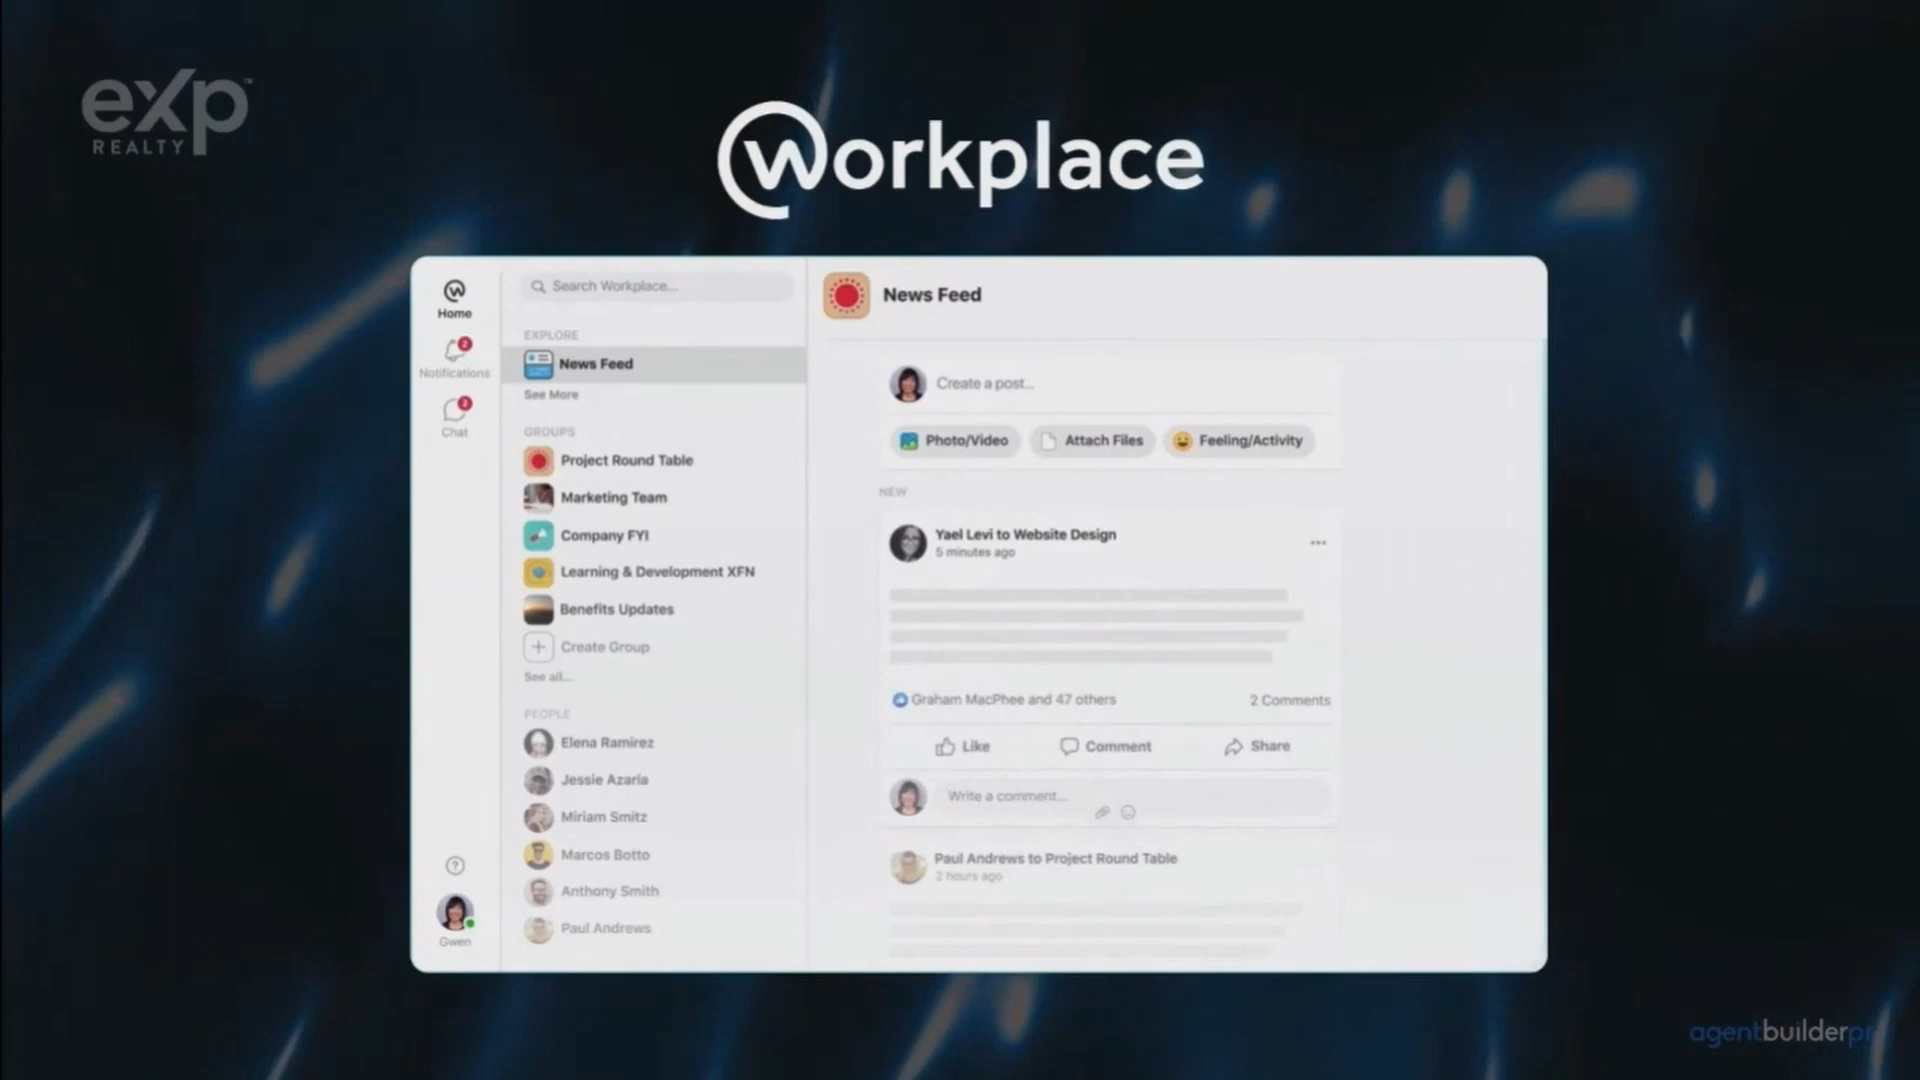 eXp™
REALTY
Workplace
Home
2
Notifications
2
Chat
?
Gwen
Search Workplace...
EXPLORE
News Feed
See More
GROUPS
Project Round Table
Marketing Team
Company FYI
Learning & Development XFN
Benefits Updates
Create Group
See all...
PEOPLE
Elena Ramirez
Jessie Azaria
Miriam Smitz
Marcos Botto
Anthony Smith
Paul Andrews
News Feed
Create a post...
Photo/Video Attach Files Feeling/Activity
NEW
Yael Levi to Website Design
5 minutes ago
Graham MacPhee and 47 others 2 Comments
Like Comment Share
Write a comment...
Paul Andrews to Project Round Table
2 hours ago
agentbuilderpr